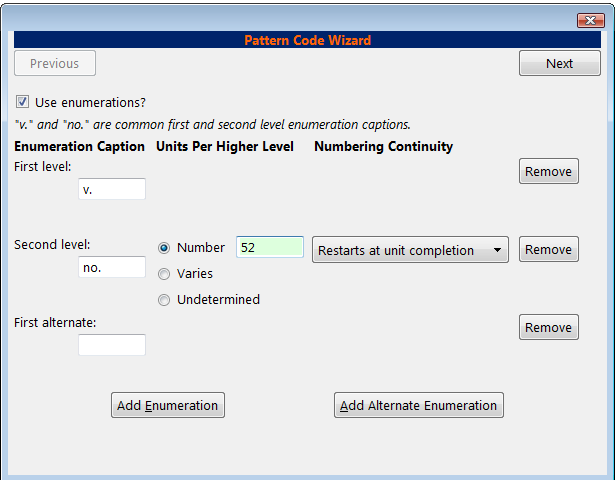 Pattern Code Wizard
Previous Next
Use enumerations?
"v." and "no." are common first and second level enumeration captions.
Enumeration Caption Units Per Higher Level Numbering Continuity
First level:
v.
Remove
Second level:
no.
Number 52
Varies
Undetermined
Restarts at unit completion
Remove
First alternate:
Remove
Add Enumeration Add Alternate Enumeration